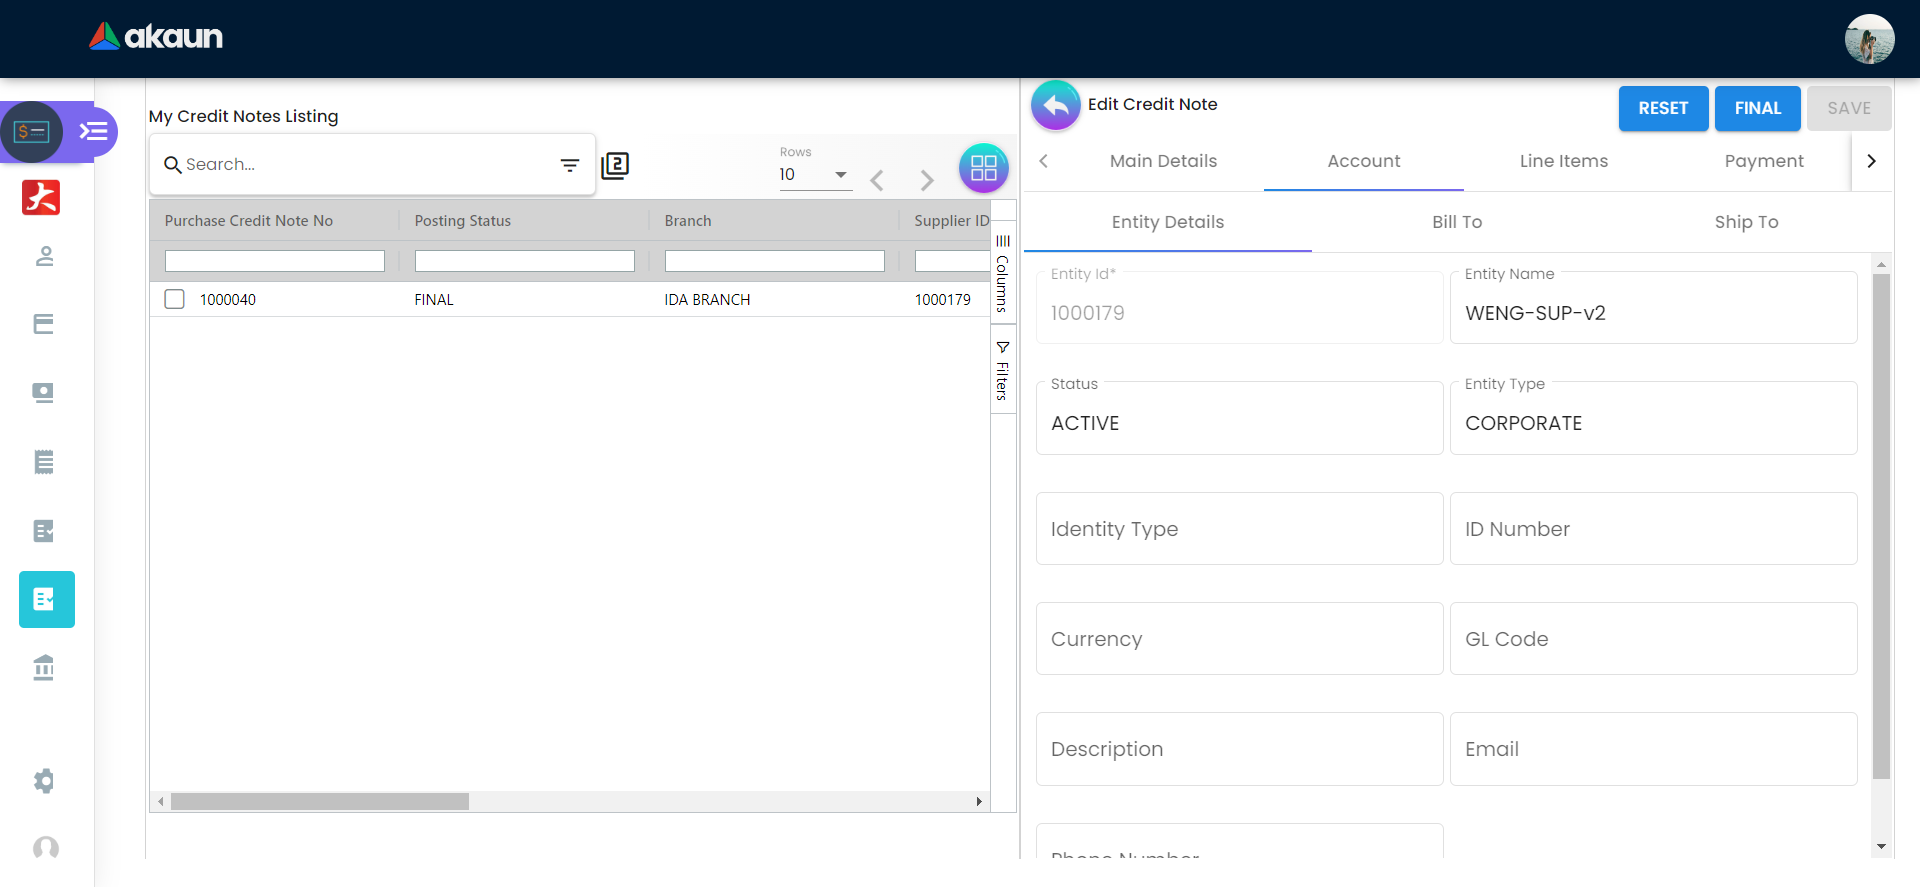 akaun
My Credit Notes Listing
Search...
2
Rows
10
Purchase Credit Note No
Posting Status
Branch
Supplier ID
1000040
FINAL
IDA BRANCH
1000179
Columns
Filters
Edit Credit Note
RESET
FINAL
SAVE
Main Details
Account
Line Items
Payment
Entity Details
Bill To
Ship To
Entity Id*
1000179
Entity Name
WENG-SUP-v2
Status
ACTIVE
Entity Type
CORPORATE
Identity Type
ID Number
Currency
GL Code
Description
Email
Phone Number